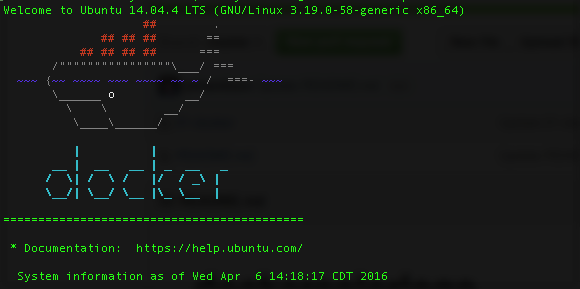 Welcome to Ubuntu 14.04.4 LTS (GNU/Linux 3.19.0-58-generic x86_64)
docker
* Documentation:  https://help.ubuntu.com/
System information as of Wed Apr  6 14:18:17 CDT 2016